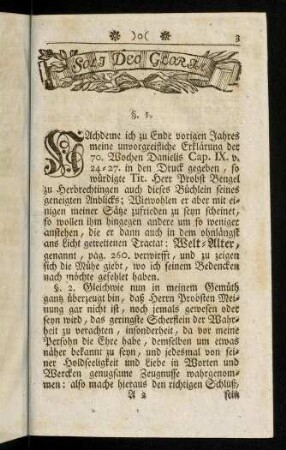 )o( 3
SOLI DEO GLORIA
§. 1.
NAchdeme ich zu Ende vorigen Jahres
meine unvorgreifliche Erklärung der
70. Wochen Daniels Cap. IX. v.
24-27. in den Druck gegeben, so
würdigte Tit. Herr Probst Bengel
zu Herbrechtingen auch dieses Büchlein seines
geneigten Anblicks; Wiewohlen er aber mit ei-
nigen meiner Sätze zufrieden zu seyn scheinet,
so wollen ihm hingegen andere um so weniger
anstehen, die er dann auch in dem ohnlängst
ans Licht gettrettenen Tractat: Welt-Alter,
genannt, pag. 260. verwirfft, und zu zeigen
sich die Mühe giebt, wo ich seinem Bedencken
nach möchte gefehlet haben.
§. 2. Gleichwie nun in meinem Gemüth
gantz überzeugt bin, daß Herrn Probsten Mei-
nung gar nicht ist, noch jemals gewesen oder
seyn wird, das geringste Scherflein der Wahr-
heit zu verachten, insonderheit, da vor meine
Persohn die Ehre habe, demselben um etwas
näher bekannt zu seyn, und jedesmal von sei-
ner Holdseeligkeit und Liebe in Worten und
Wercken genugsame Zeugnusse wahrgenom-
men: also mache hieraus den richtigen Schluß,
A 2 sein